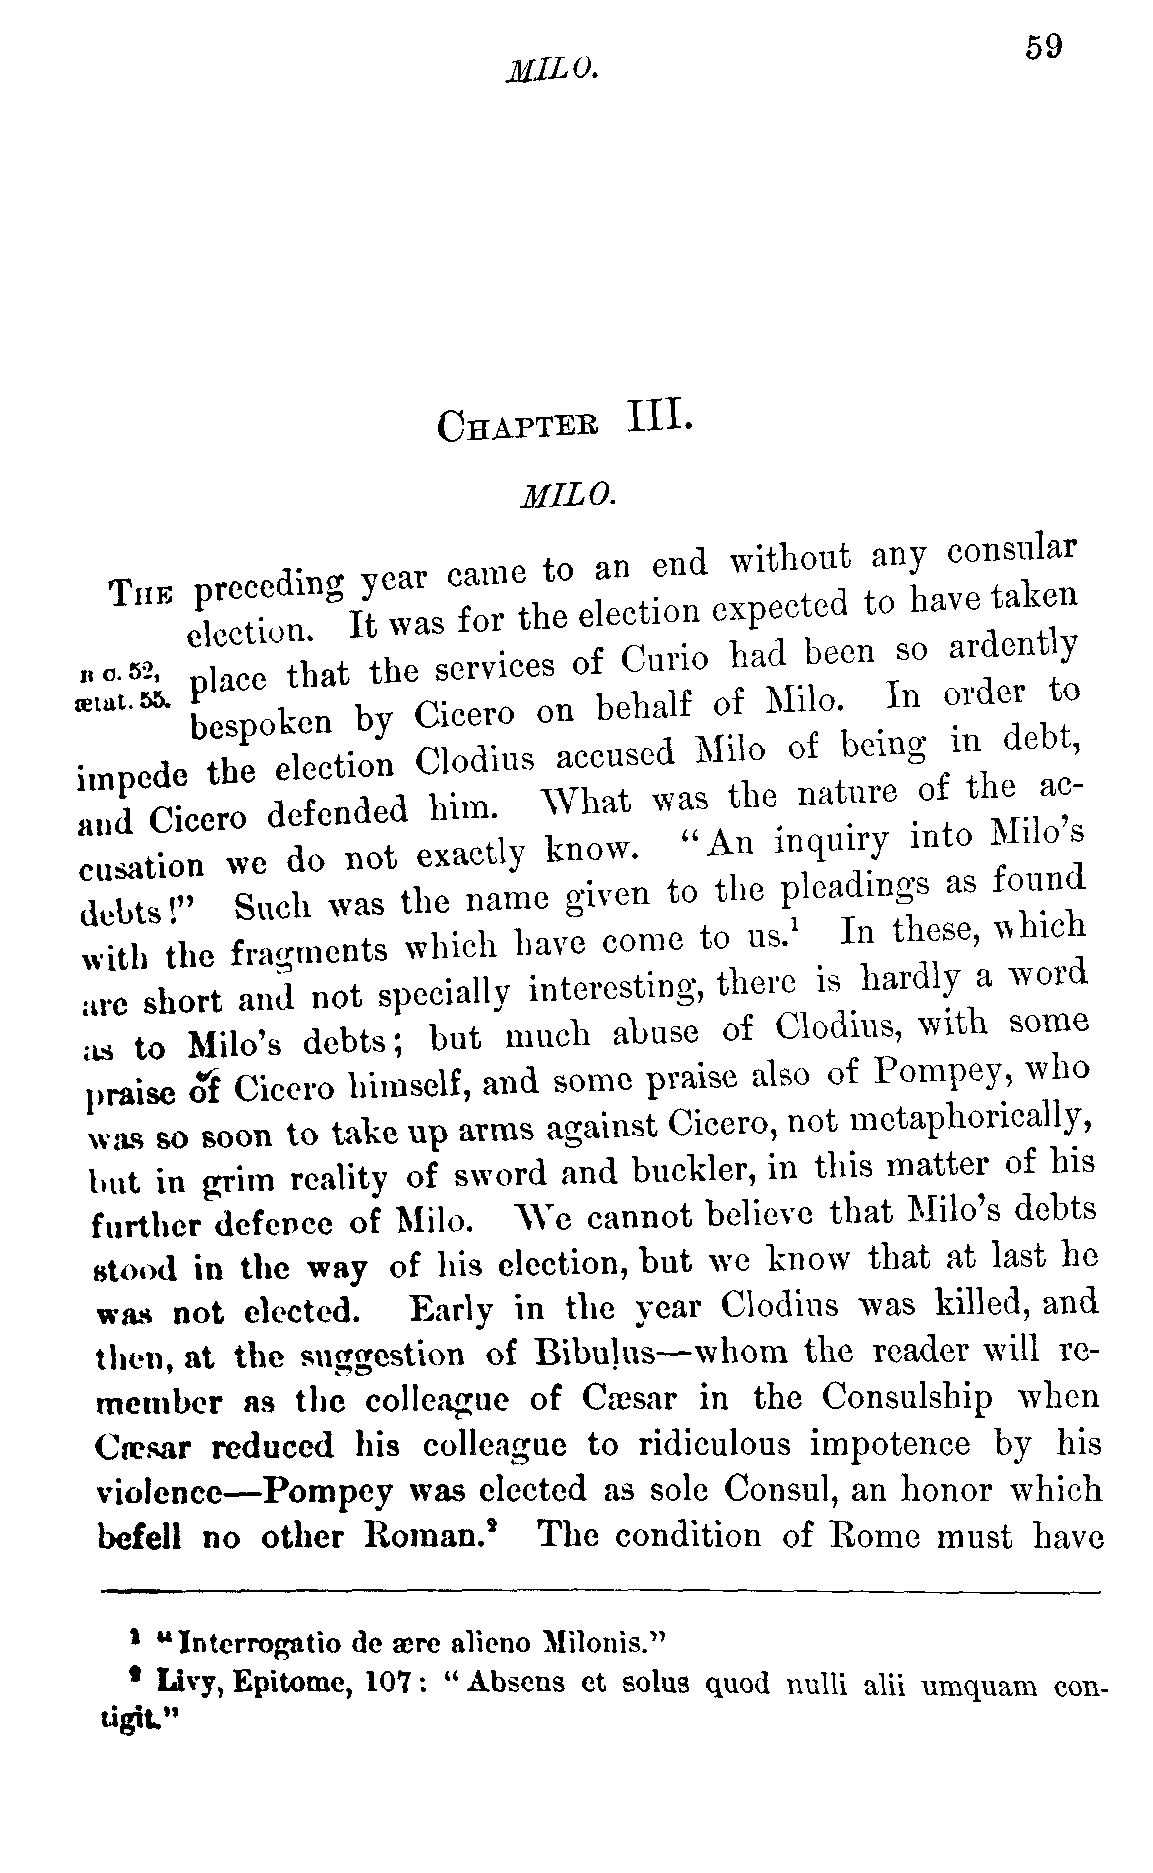 59
MILO.
CHAPTER III.
MILO.
THE preceding year came to an end without any consular
election. It was for the election expected to have taken
B C. 52, place that the services of Curio had been so ardently
ætat. 55. bespoken by Cicero on behalf of Milo. In order to
impede the election Clodius accused Milo of being in debt,
and Cicero defended him. What was the nature of the ac-
cusation we do not exactly know. "An inquiry into Milo's
debts!" Such was the name given to the pleadings as found
with the fragments which have come to us.¹ In these, which
are short and not specially interesting, there is hardly a word
as to Milo's debts; but much abuse of Clodius, with some
praise of Cicero himself, and some praise also of Pompey, who
was so soon to take up arms against Cicero, not metaphorically,
but in grim reality of sword and buckler, in this matter of his
further defence of Milo. We cannot believe that Milo's debts
stood in the way of his election, but we know that at last he
was not elected. Early in the year Clodius was killed, and
then, at the suggestion of Bibulus—whom the reader will re-
member as the colleague of Cæsar in the Consulship when
Cæsar reduced his colleague to ridiculous impotence by his
violence—Pompey was elected as sole Consul, an honor which
befell no other Roman.² The condition of Rome must have
¹ "Interrogatio de ære alieno Milonis."
² Livy, Epitome, 107: "Absens et solus quod nulli alii umquam con-
tigit."